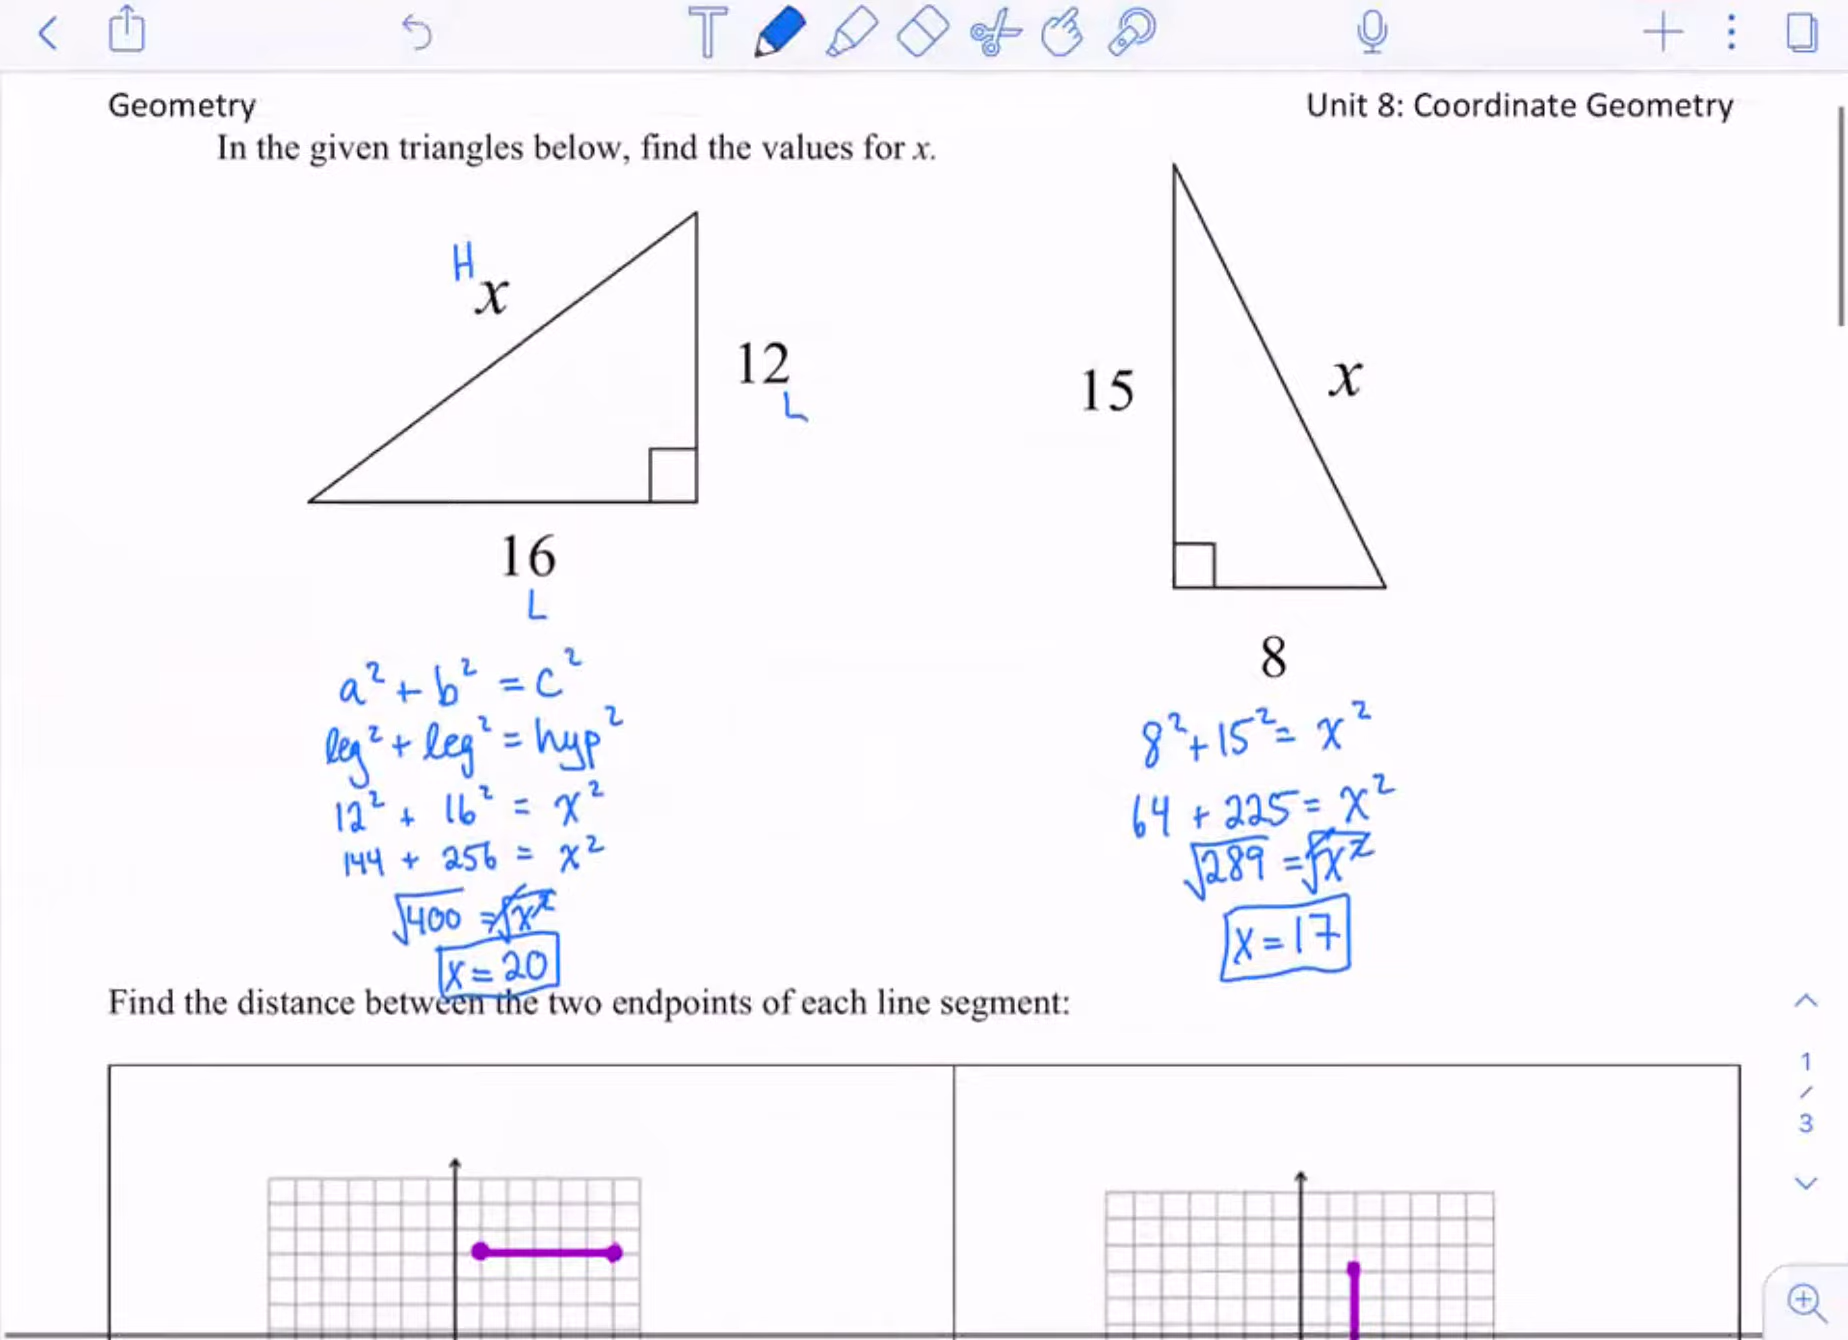 Geometry
Unit 8: Coordinate Geometry
In the given triangles below, find the values for x.
H
x
12
L
16
L
15
x
8
a² + b² = c²
leg² + leg² = hyp²
12² + 16² = x²
144 + 256 = x²
√400 = √x²
x = 20
8² + 15² = x²
64 + 225 = x²
√289 = √x²
x = 17
Find the distance between the two endpoints of each line segment:
1
/
3